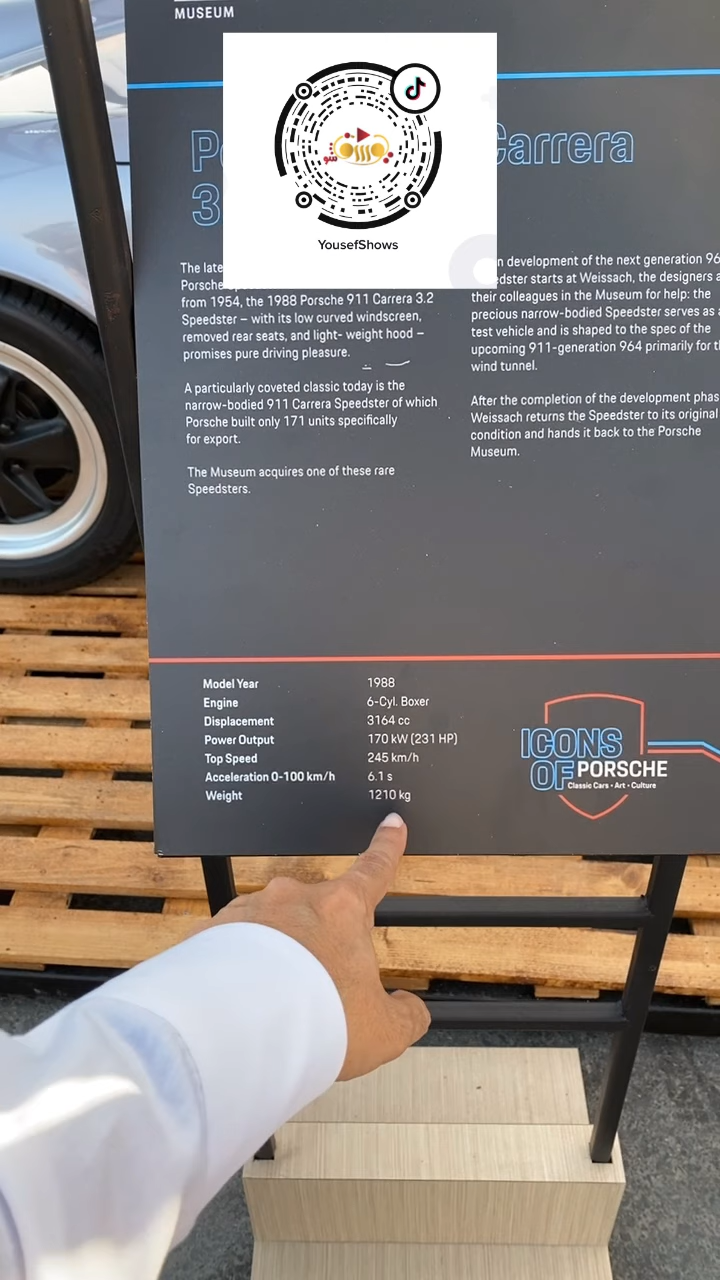 MUSEUM
YousefShows
Carrera
3
The late
from 1954, the 1988 Porsche 911 Carrera 3.2
Speedster – with its low curved windscreen,
removed rear seats, and light- weight hood –
promises pure driving pleasure.
A particularly coveted classic today is the
narrow-bodied 911 Carrera Speedster of which
Porsche built only 171 units specifically
for export.
The Museum acquires one of these rare
Speedsters.
development of the next generation 96
starts at Weissach, the designers a
their colleagues in the Museum for help: the
precious narrow-bodied Speedster serves as a
test vehicle and is shaped to the spec of the
upcoming 911-generation 964 primarily for th
wind tunnel.
After the completion of the development phas
Weissach returns the Speedster to its original
condition and hands it back to the Porsche
Museum.
Model Year 1988
Engine 6-Cyl. Boxer
Displacement 3164 cc
Power Output 170 kW (231 HP)
Top Speed 245 km/h
Acceleration 0-100 km/h 6.1 s
Weight 1210 kg
ICONS
OF PORSCHE
Classic Cars • Art • Culture